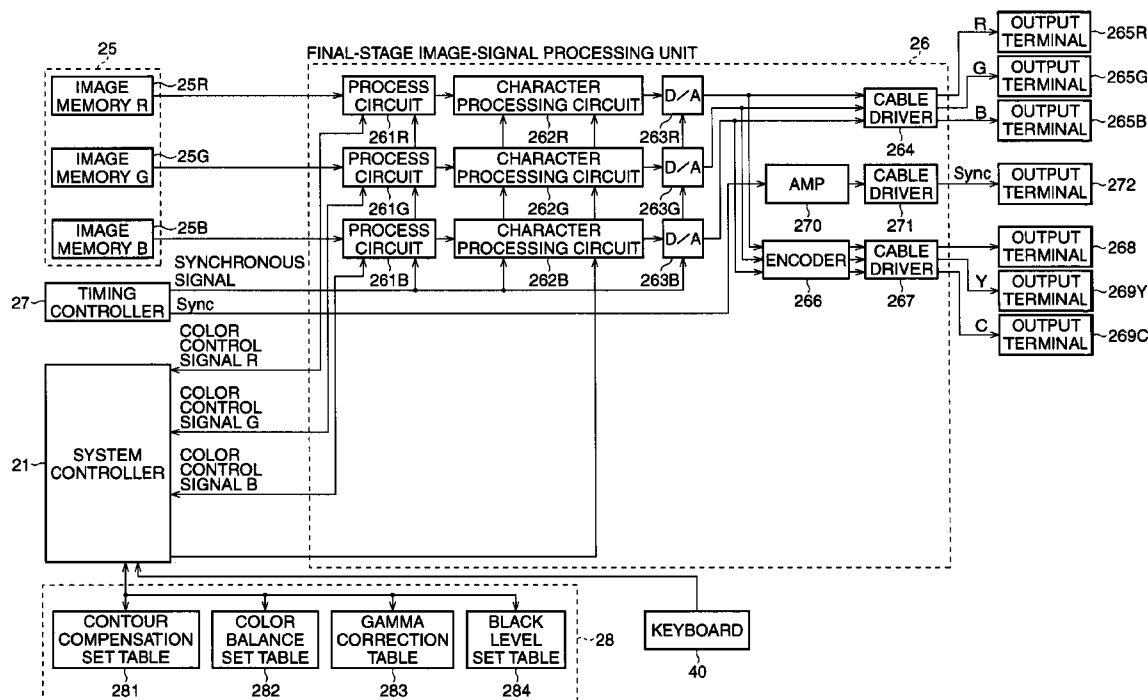 25
FINAL-STAGE IMAGE-SIGNAL PROCESSING UNIT
26
IMAGE
MEMORY R
25R
PROCESS
CIRCUIT
261R
CHARACTER
PROCESSING CIRCUIT
262R
D/A
263R
CABLE
DRIVER
264
R
OUTPUT
TERMINAL
265R
G
OUTPUT
TERMINAL
265G
B
OUTPUT
TERMINAL
265B
IMAGE
MEMORY G
25G
PROCESS
CIRCUIT
261G
CHARACTER
PROCESSING CIRCUIT
262G
D/A
263G
AMP
270
CABLE
DRIVER
271
Sync
OUTPUT
TERMINAL
272
IMAGE
MEMORY B
25B
PROCESS
CIRCUIT
261B
CHARACTER
PROCESSING CIRCUIT
262B
D/A
263B
ENCODER
266
CABLE
DRIVER
267
OUTPUT
TERMINAL
268
Y
OUTPUT
TERMINAL
269Y
C
OUTPUT
TERMINAL
269C
SYNCHRONOUS
SIGNAL
27
TIMING
CONTROLLER
Sync
COLOR
CONTROL
SIGNAL R
COLOR
CONTROL
SIGNAL G
COLOR
CONTROL
SIGNAL B
21
SYSTEM
CONTROLLER
CONTOUR
COMPENSATION
SET TABLE
281
COLOR
BALANCE
SET TABLE
282
GAMMA
CORRECTION
TABLE
283
BLACK
LEVEL
SET TABLE
284
28
KEYBOARD
40